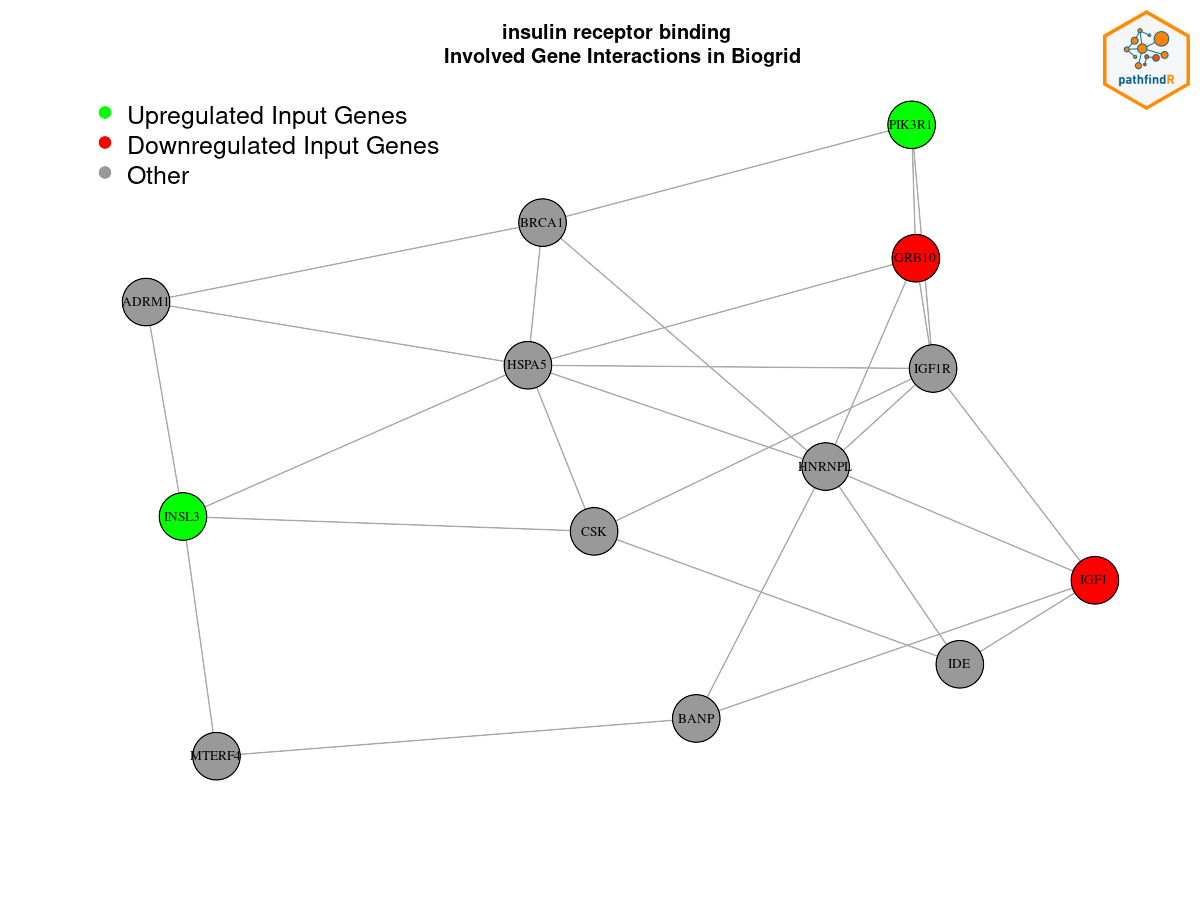 insulin receptor binding
Involved Gene Interactions in Biogrid
pathfindR
Upregulated Input Genes
Downregulated Input Genes
Other
PIK3R1
BRCA1
GRB10
ADRM1
HSPA5
IGF1R
HNRNPL
INSL3
CSK
IGF1
IDE
BANP
MTERF4